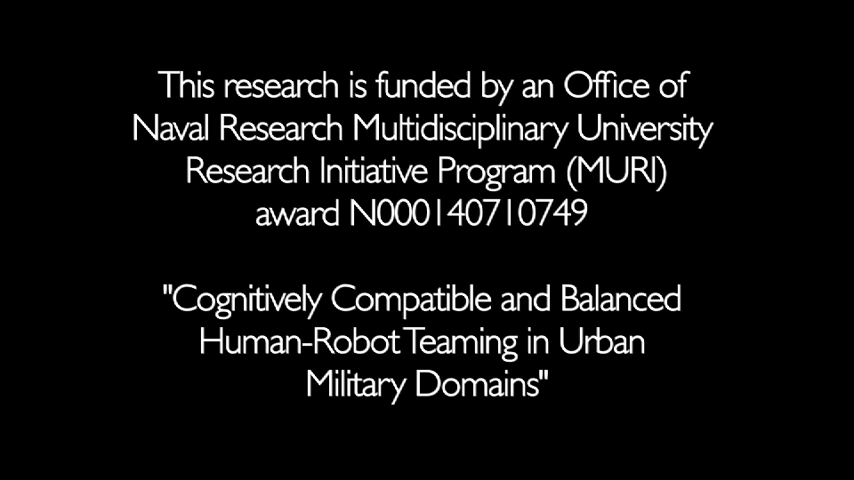 This research is funded by an Office of
Naval Research Multidisciplinary University
Research Initiative Program (MURI)
award N000140710749
"Cognitively Compatible and Balanced
Human-Robot Teaming in Urban
Military Domains"